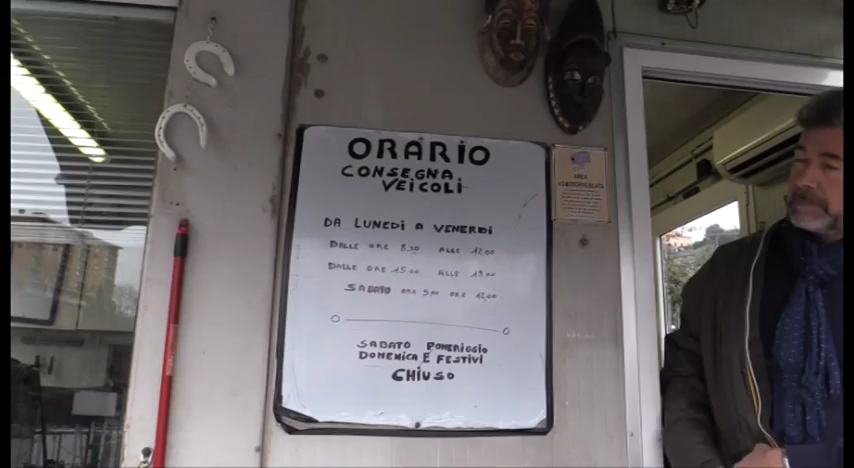 ORARIO
CONSEGNA
VEICOLI
DA LUNEDI A VENERDI
DALLE ORE 8,30 ALLE 12,00
DALLE ORE 15,00 ALLE 19,00
SABATO ORE 9,00 ORE 12,00
SABATO POMERIGGIO
DOMENICA E FESTIVI
CHIUSO
AREA
VIDEOSORVEGLIATA